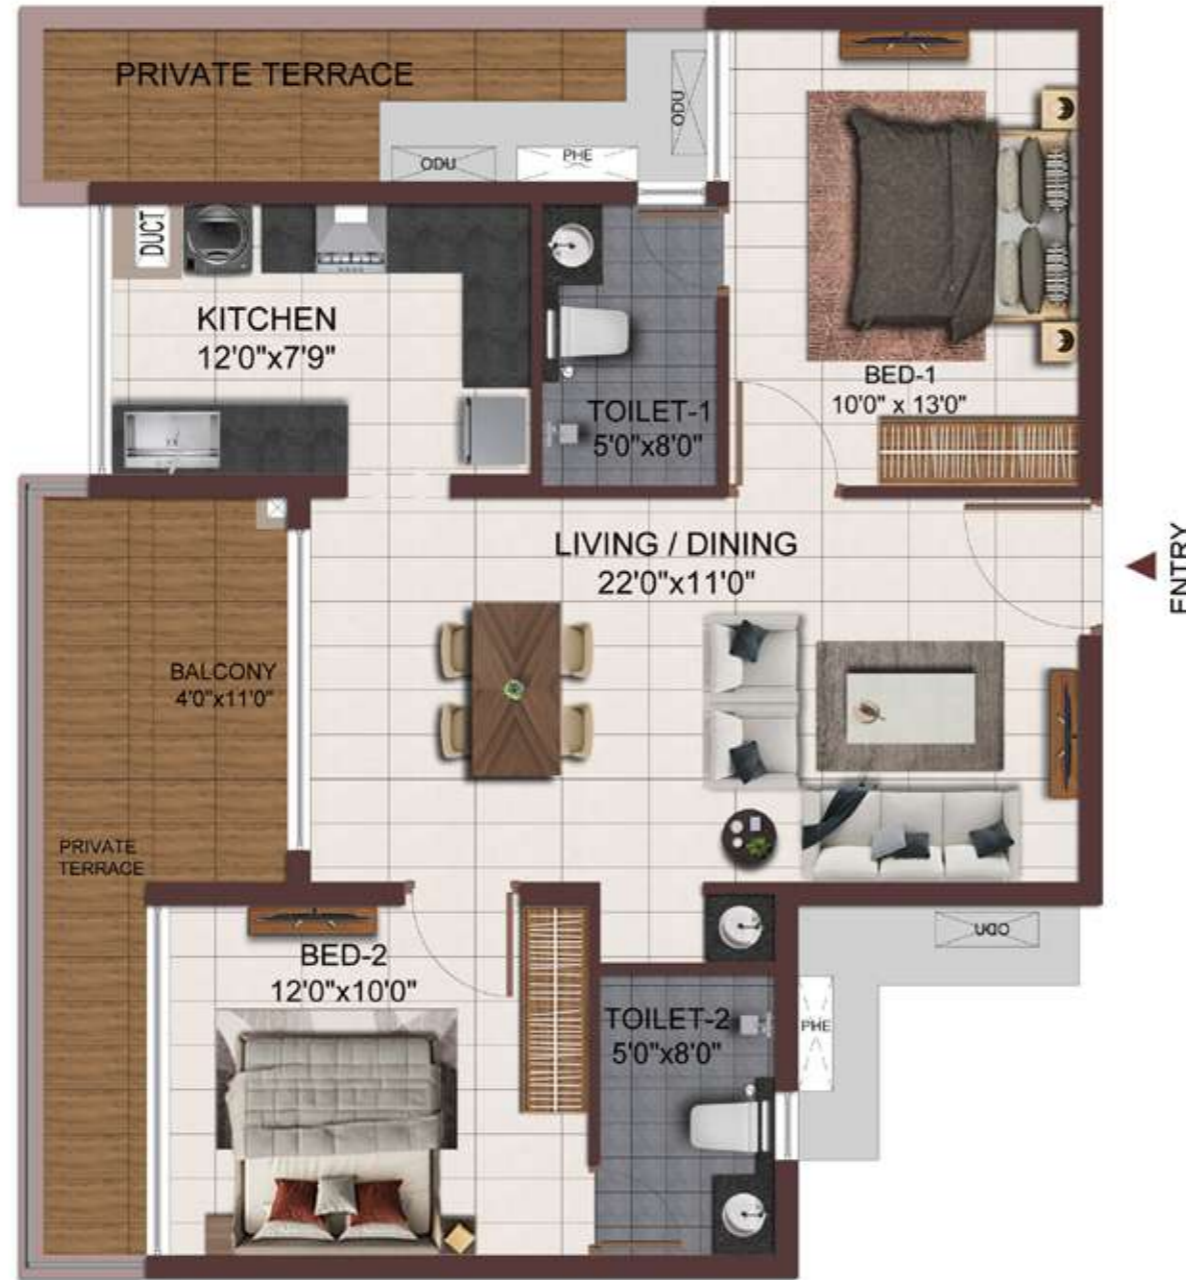 PRIVATE TERRACE
ODU
ODU
PHE
DUCT
KITCHEN
12'0"x7'9"
TOILET-1
5'0"x8'0"
BED-1
10'0" x 13'0"
LIVING / DINING
22'0"x11'0"
ENTRY
BALCONY
4'0"x11'0"
PRIVATE
TERRACE
BED-2
12'0"x10'0"
ODU
TOILET-2
5'0"x8'0"
PHE